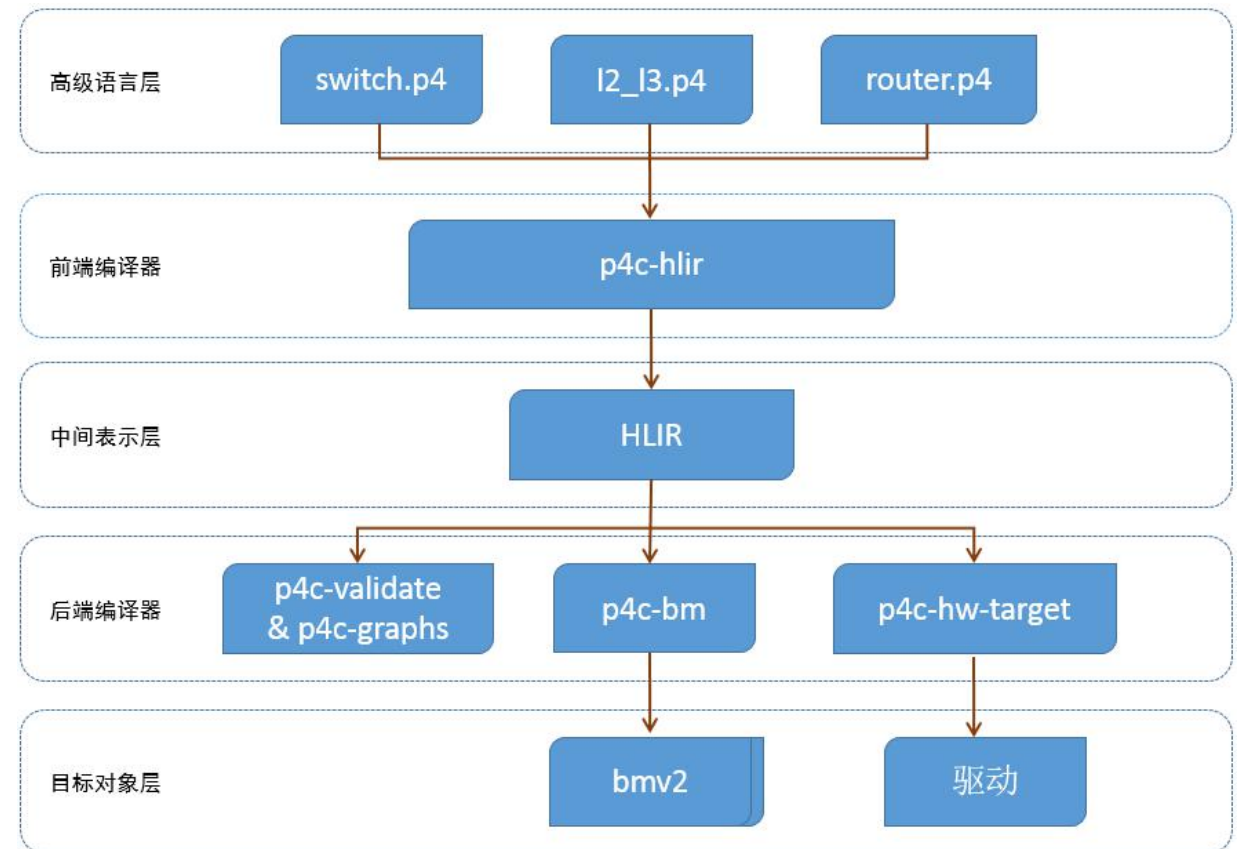 高级语言层
switch.p4
l2_l3.p4
router.p4
前端编译器
p4c-hlir
中间表示层
HLIR
后端编译器
p4c-validate
& p4c-graphs
p4c-bm
p4c-hw-target
目标对象层
bmv2
驱动